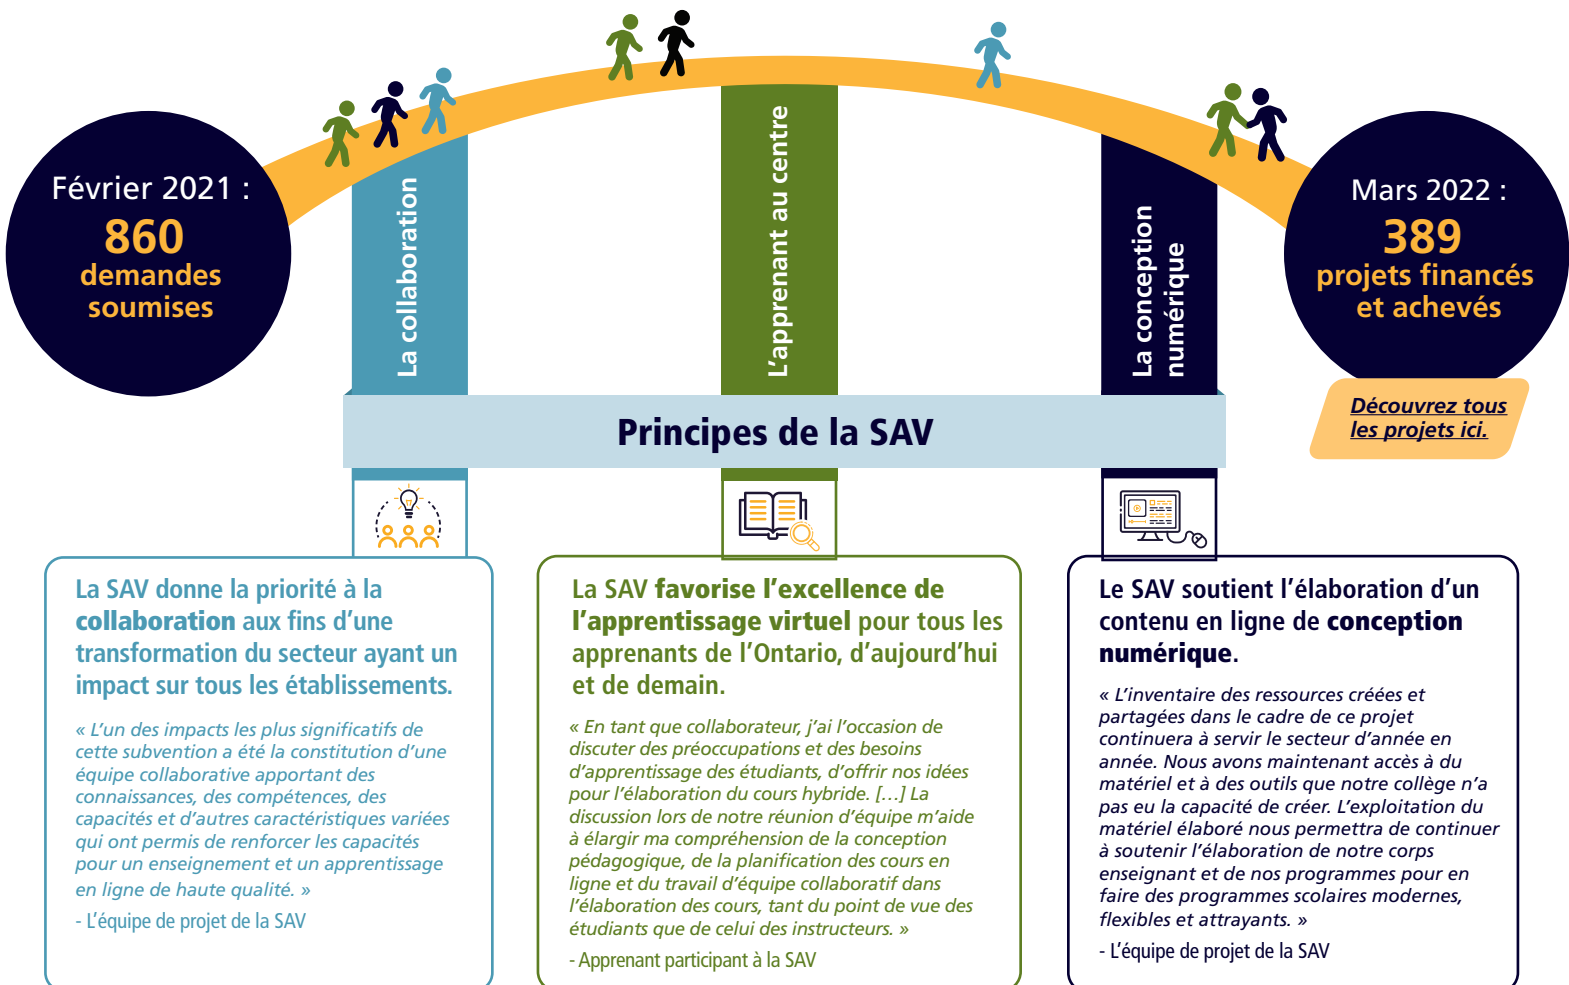 Février 2021 :
860
demandes
soumises
La collaboration
L'apprenant au centre
La conception
numérique
Mars 2022 :
389
projets financés
et achevés
Découvrez tous
les projets ici.
Principes de la SAV
La SAV donne la priorité à la
collaboration aux fins d'une
transformation du secteur ayant un
impact sur tous les établissements.
« L'un des impacts les plus significatifs de
cette subvention a été la constitution d'une
équipe collaborative apportant des
connaissances, des compétences, des
capacités et d'autres caractéristiques variées
qui ont permis de renforcer les capacités
pour un enseignement et un apprentissage
en ligne de haute qualité. »
- L'équipe de projet de la SAV
La SAV favorise l'excellence de
l'apprentissage virtuel pour tous les
apprenants de l'Ontario, d'aujourd'hui
et de demain.
« En tant que collaborateur, j'ai l'occasion de
discuter des préoccupations et des besoins
d'apprentissage des étudiants, d'offrir nos idées
pour l'élaboration du cours hybride. […] La
discussion lors de notre réunion d'équipe m'aide
à élargir ma compréhension de la conception
pédagogique, de la planification des cours en
ligne et du travail d'équipe collaboratif dans
l'élaboration des cours, tant du point de vue des
étudiants que de celui des instructeurs. »
- Apprenant participant à la SAV
Le SAV soutient l'élaboration d'un
contenu en ligne de conception
numérique.
« L'inventaire des ressources créées et
partagées dans le cadre de ce projet
continuera à servir le secteur d'année en
année. Nous avons maintenant accès à du
matériel et à des outils que notre collège n'a
pas eu la capacité de créer. L'exploitation du
matériel élaboré nous permettra de continuer
à soutenir l'élaboration de notre corps
enseignant et de nos programmes pour en
faire des programmes scolaires modernes,
flexibles et attrayants. »
- L'équipe de projet de la SAV